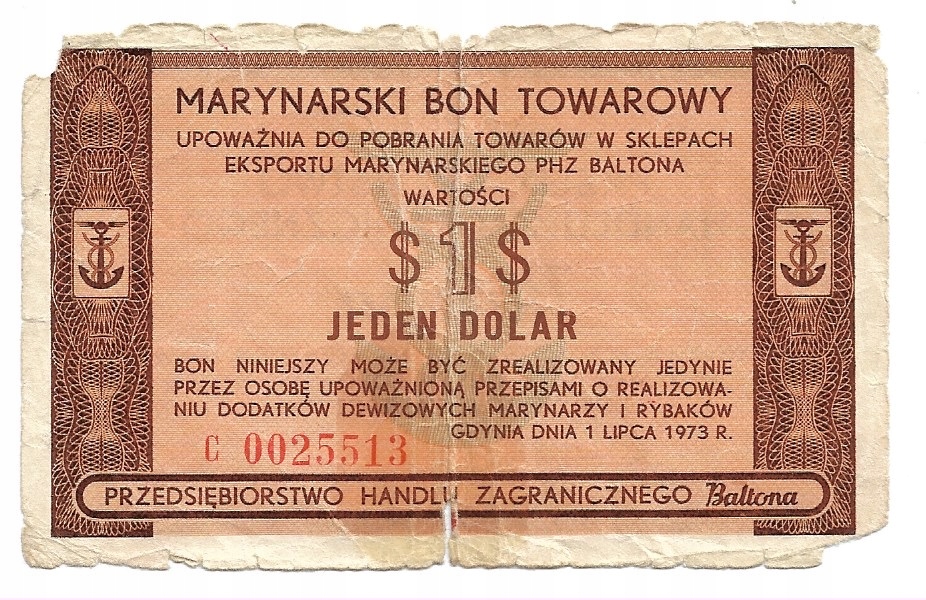 MARYNARSKI BON TOWAROWY
UPOWAŻNIA DO POBRANIA TOWARÓW W SKLEPACH
EKSPORTU MARYNARSKIEGO PHZ BALTONA
WARTOŚCI
$1$
JEDEN DOLAR
BON NINIEJSZY MOŻE BYĆ ZREALIZOWANY JEDYNIE
PRZEZ OSOBĘ UPOWAŻNIONĄ PRZEPISAMI O REALIZOWA-
NIU DODATKÓW DEWIZOWYCH MARYNARZY I RYBAKÓW
GDYNIA DNIA 1 LIPCA 1973 R.
C 0025513
PRZEDSIĘBIORSTWO HANDLU ZAGRANICZNEGO Baltona